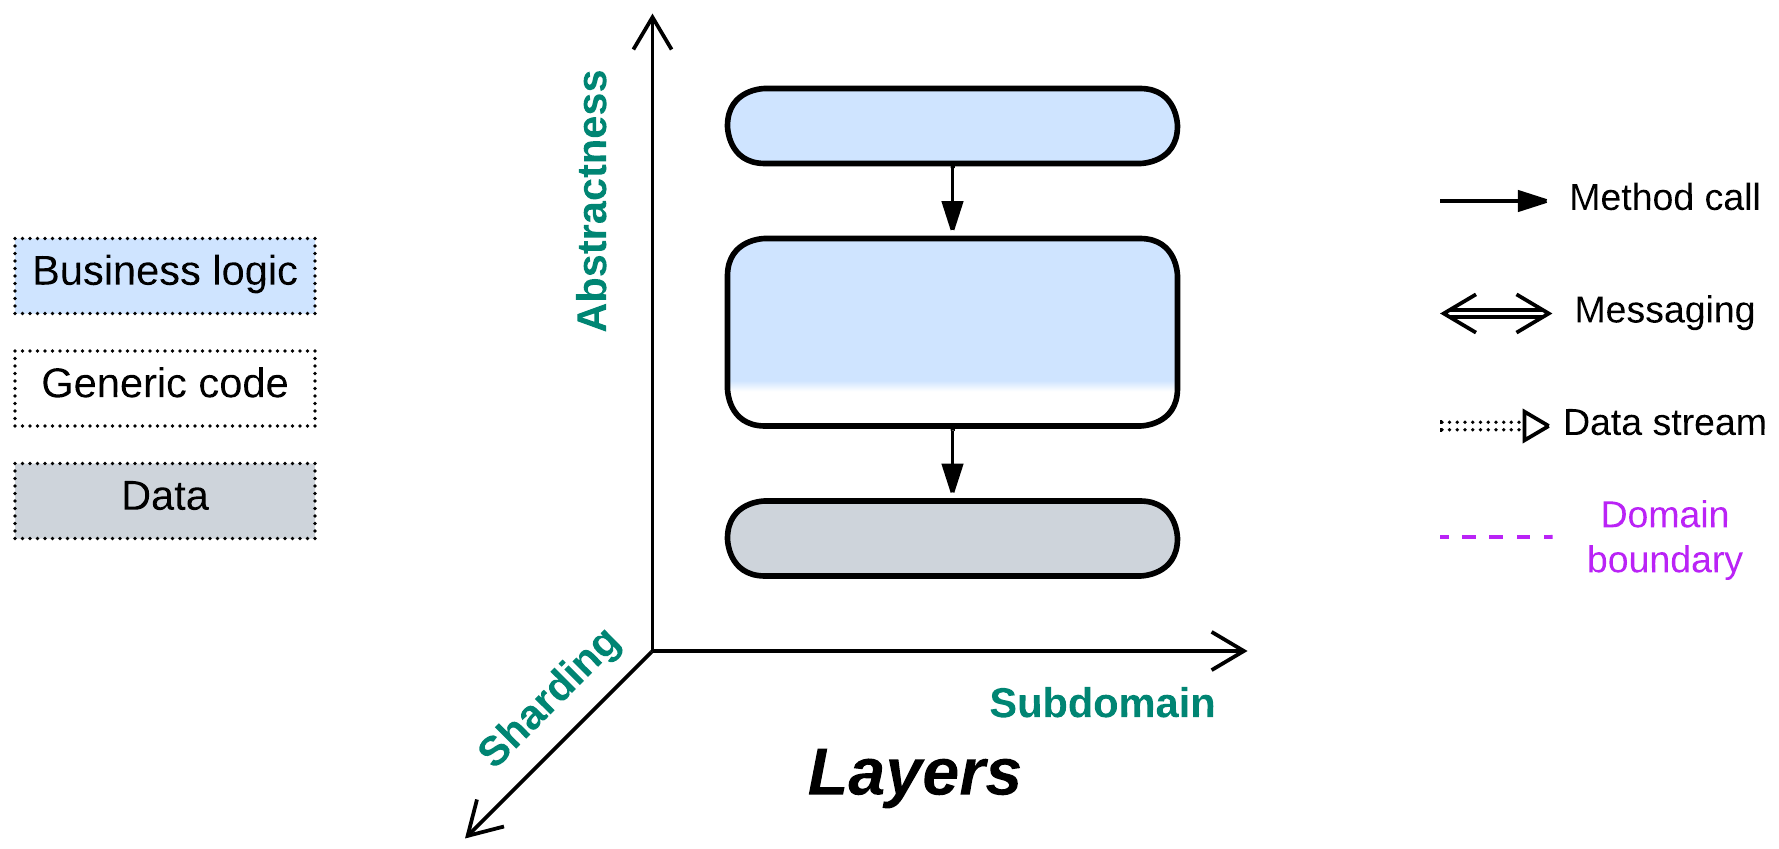 Business logic
Generic code
Data
Abstractness
Sharding
Subdomain
Layers
Method call
Messaging
Data stream
Domain
boundary